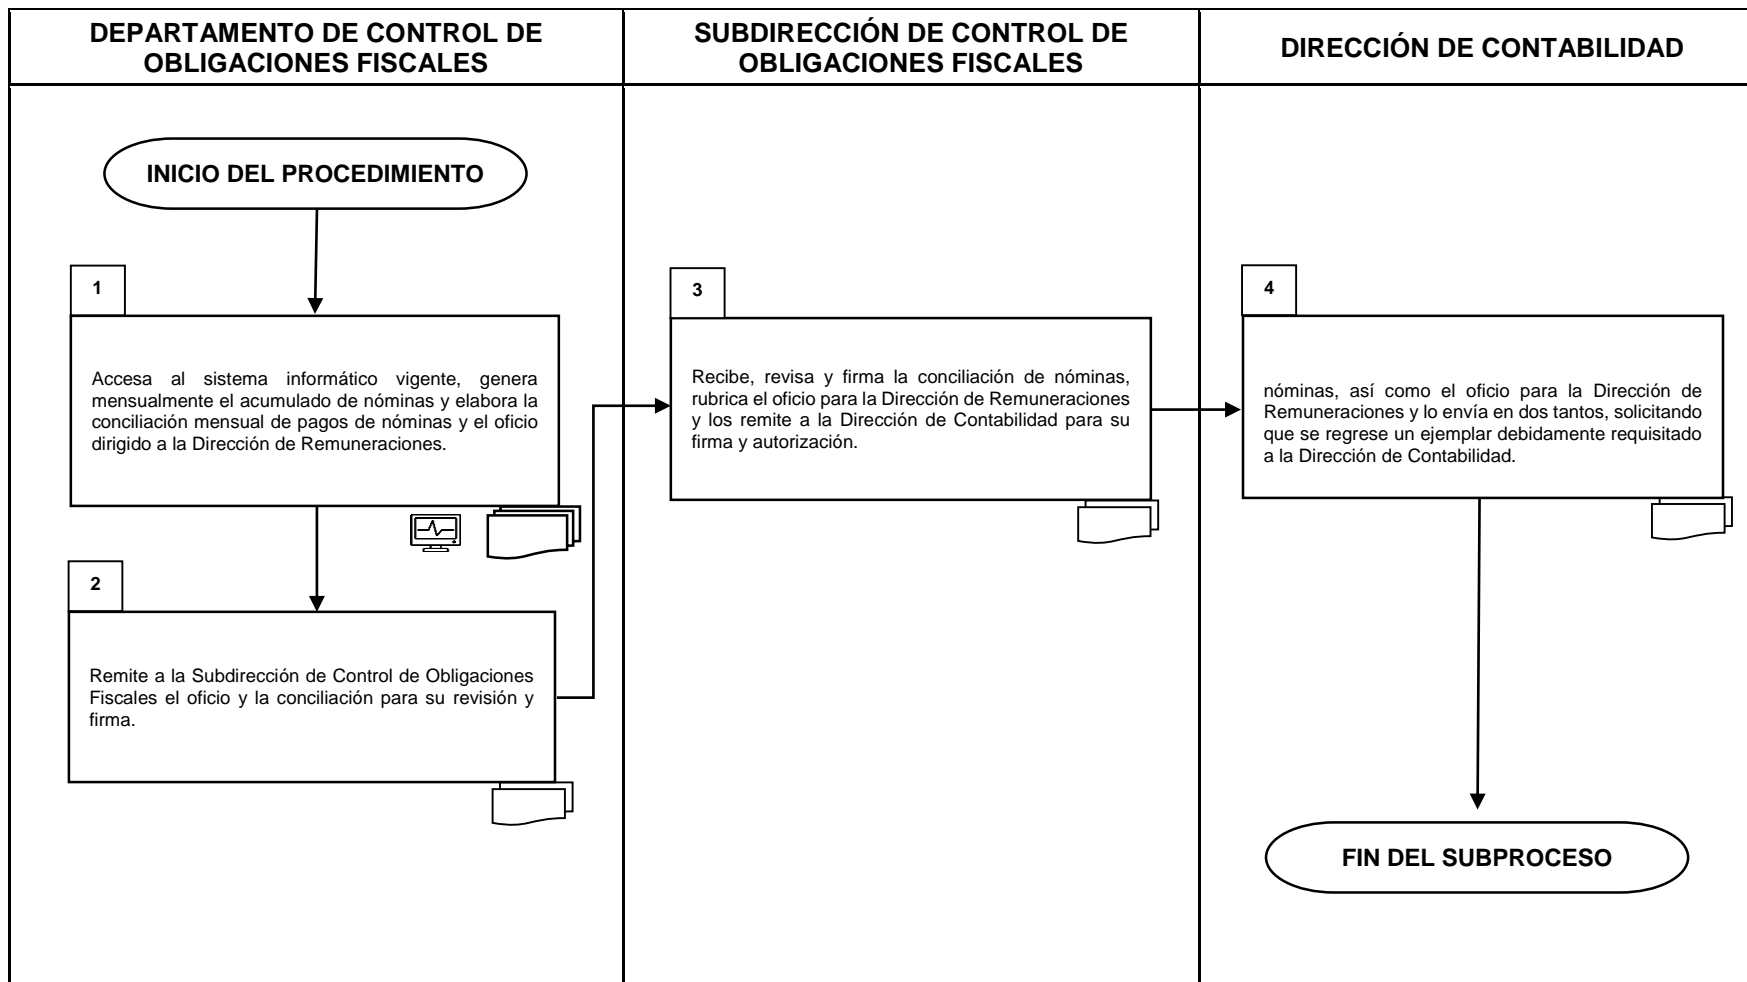 DEPARTAMENTO DE CONTROL DE
OBLIGACIONES FISCALES
SUBDIRECCIÓN DE CONTROL DE
OBLIGACIONES FISCALES
DIRECCIÓN DE CONTABILIDAD
INICIO DEL PROCEDIMIENTO
1
Accesa al sistema informático vigente, genera
mensualmente el acumulado de nóminas y elabora la
conciliación mensual de pagos de nóminas y el oficio
dirigido a la Dirección de Remuneraciones.
2
Remite a la Subdirección de Control de Obligaciones
Fiscales el oficio y la conciliación para su revisión y
firma.
3
Recibe, revisa y firma la conciliación de nóminas,
rubrica el oficio para la Dirección de Remuneraciones
y los remite a la Dirección de Contabilidad para su
firma y autorización.
4
nóminas, así como el oficio para la Dirección de
Remuneraciones y lo envía en dos tantos, solicitando
que se regrese un ejemplar debidamente requisitado
a la Dirección de Contabilidad.
FIN DEL SUBPROCESO